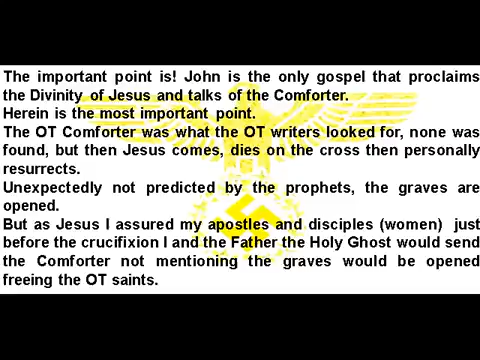 The important point is! John is the only gospel that proclaims
the Divinity of Jesus and talks of the Comforter.
Herein is the most important point.
The OT Comforter was what the OT writers looked for, none was
found, but then Jesus comes, dies on the cross then personally
resurrects.
Unexpectedly not predicted by the prophets, the graves are
opened.
But as Jesus I assured my apostles and disciples (women) just
before the crucifixion I and the Father the Holy Ghost would send
the Comforter not mentioning the graves would be opened
freeing the OT saints.